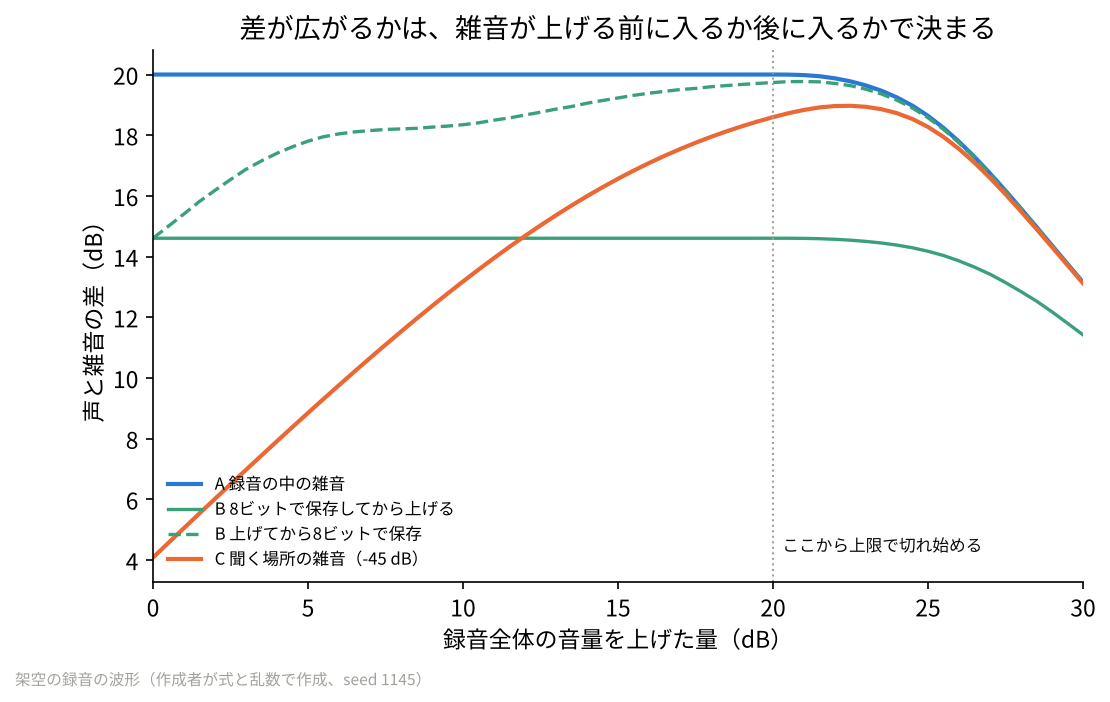 差が広がるかは、雑音が上げる前に入るか後に入るかで決まる
声と雑音の差（dB）
20
18
16
14
12
10
8
6
4
A 録音の中の雑音
B 8ビットで保存してから上げる
B 上げてから8ビットで保存
C 聞く場所の雑音（-45 dB）
ここから上限で切れ始める
0 5 10 15 20 25 30
録音全体の音量を上げた量（dB）
架空の録音の波形（作成者が式と乱数で作成、seed 1145）